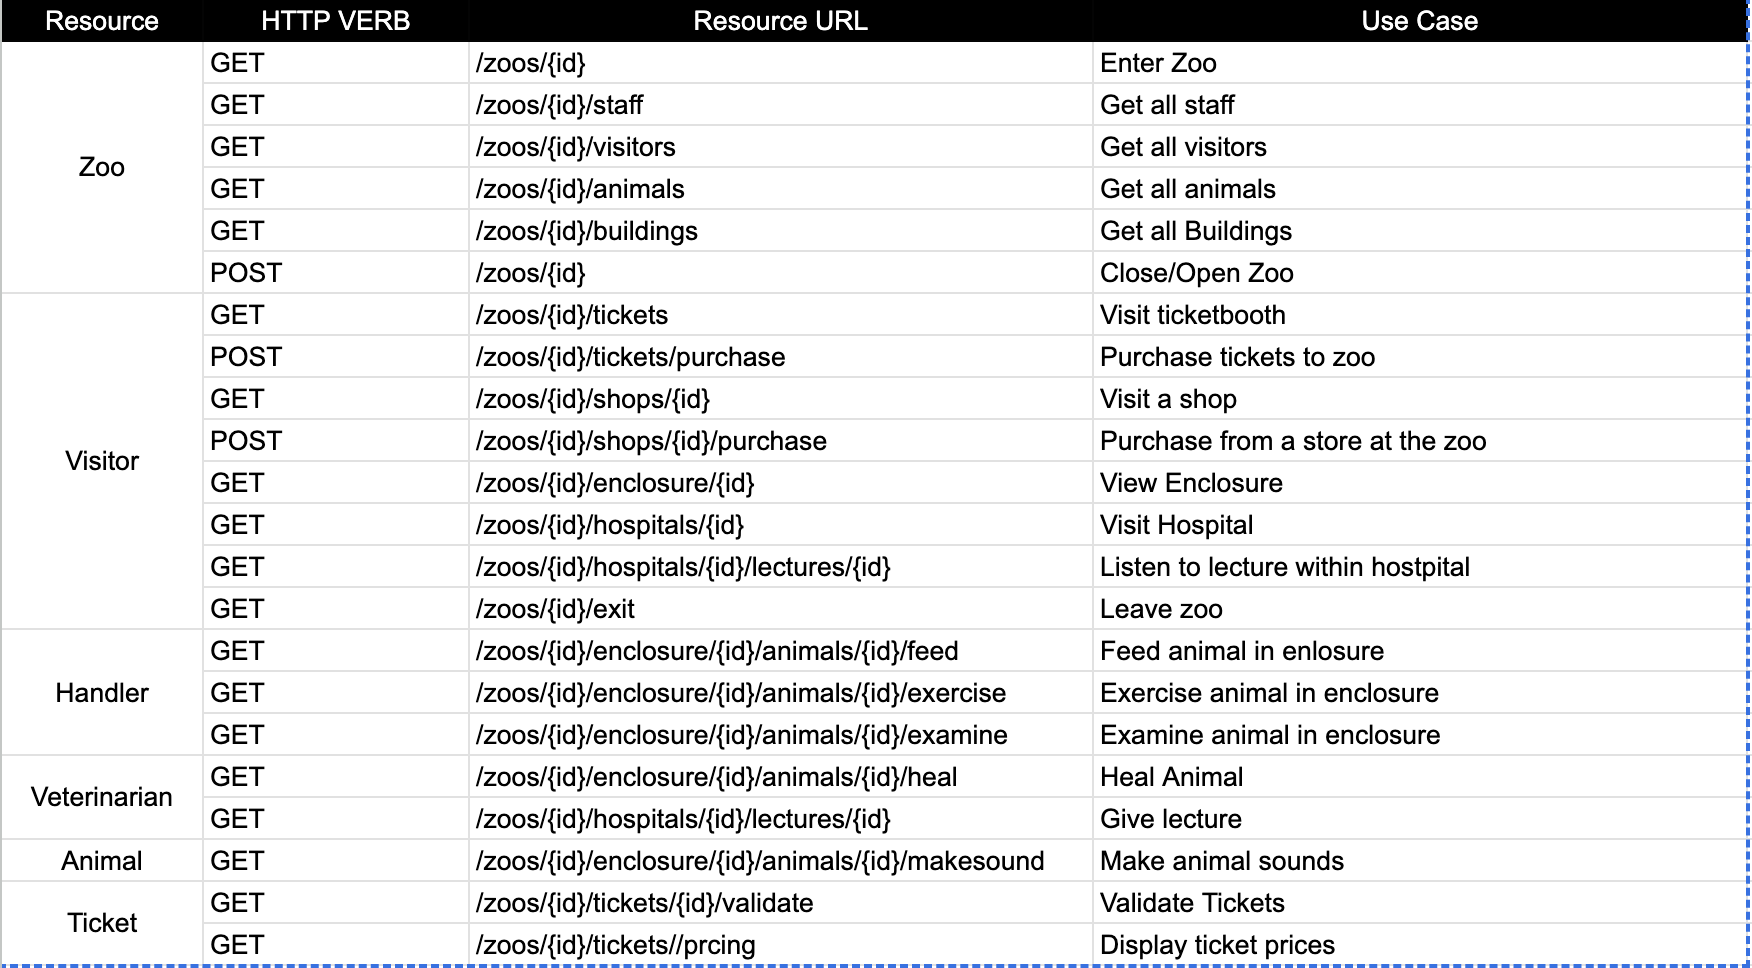 Resource HTTP VERB Resource URL Use Case
Zoo
GET /zoos/{id} Enter Zoo
GET /zoos/{id}/staff Get all staff
GET /zoos/{id}/visitors Get all visitors
GET /zoos/{id}/animals Get all animals
GET /zoos/{id}/buildings Get all Buildings
POST /zoos/{id} Close/Open Zoo
Visitor
GET /zoos/{id}/tickets Visit ticketbooth
POST /zoos/{id}/tickets/purchase Purchase tickets to zoo
GET /zoos/{id}/shops/{id} Visit a shop
POST /zoos/{id}/shops/{id}/purchase Purchase from a store at the zoo
GET /zoos/{id}/enclosure/{id} View Enclosure
GET /zoos/{id}/hospitals/{id} Visit Hospital
GET /zoos/{id}/hospitals/{id}/lectures/{id} Listen to lecture within hostpital
GET /zoos/{id}/exit Leave zoo
Handler
GET /zoos/{id}/enclosure/{id}/animals/{id}/feed Feed animal in enlosure
GET /zoos/{id}/enclosure/{id}/animals/{id}/exercise Exercise animal in enclosure
GET /zoos/{id}/enclosure/{id}/animals/{id}/examine Examine animal in enclosure
Veterinarian
GET /zoos/{id}/enclosure/{id}/animals/{id}/heal Heal Animal
GET /zoos/{id}/hospitals/{id}/lectures/{id} Give lecture
Animal GET /zoos/{id}/enclosure/{id}/animals/{id}/makesound Make animal sounds
Ticket
GET /zoos/{id}/tickets/{id}/validate Validate Tickets
GET /zoos/{id}/tickets//prcing Display ticket prices